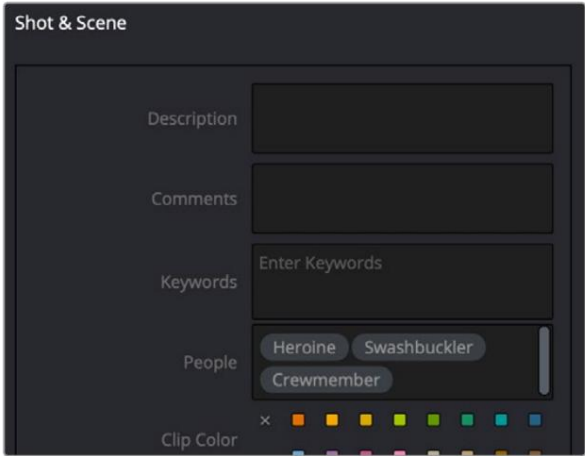 Shot & Scene
Description
Comments
Keywords
Enter Keywords
People
Heroine Swashbuckler
Crewmember
Clip Color